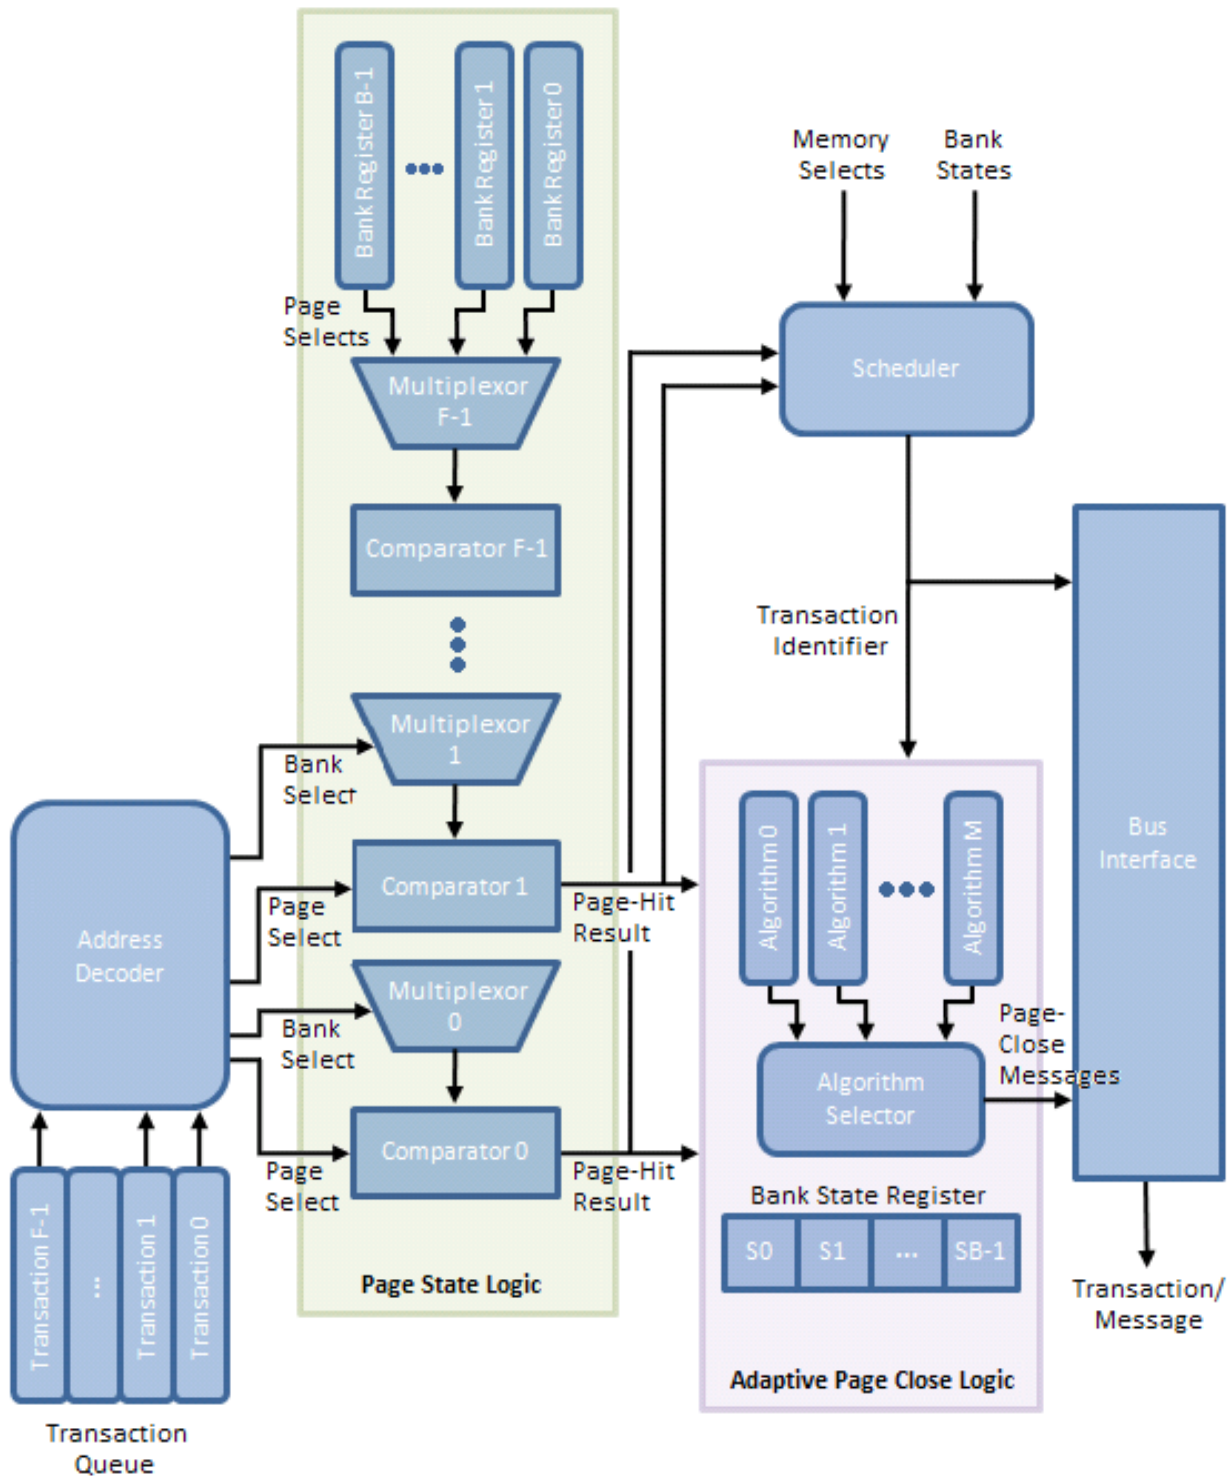 Bank Register B-1
Bank Register 1
Bank Register 0
Memory
Selects
Bank
States
Page
Selects
Multiplexor
F-1
Scheduler
Comparator F-1
Transaction
Identifier
Multiplexor
1
Bank
Select
Address
Decoder
Page
Select
Comparator 1
Page-Hit
Result
Algorithm 0
Algorithm 1
Algorithm M
Bus
Interface
Multiplexor
0
Bank
Select
Page-
Close
Messages
Algorithm
Selector
Page
Select
Comparator 0
Page-Hit
Result
Bank State Register
S0
S1
...
SB-1
Transaction F-1
...
Transaction 1
Transaction 0
Page State Logic
Transaction/
Message
Adaptive Page Close Logic
Transaction
Queue